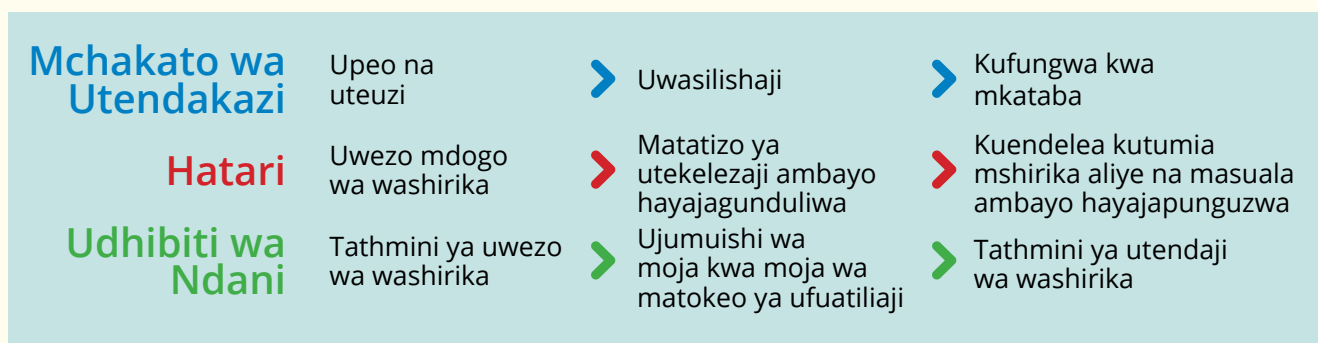 Mchakato wa
Utendakazi
Upeo na
uteuzi
Uwasilishaji
Kufungwa kwa
mkataba
Hatari
Uwezo mdogo
wa washirika
Matatizo ya
utekelezaji ambayo
hayajagunduliwa
Kuendelea kutumia
mshirika aliye na masuala
ambayo hayajapunguzwa
Udhibiti wa
Ndani
Tathmini ya uwezo
wa washirika
Ujumuishi wa
moja kwa moja wa
matokeo ya ufuatiliaji
Tathmini ya utendaji
wa washirika